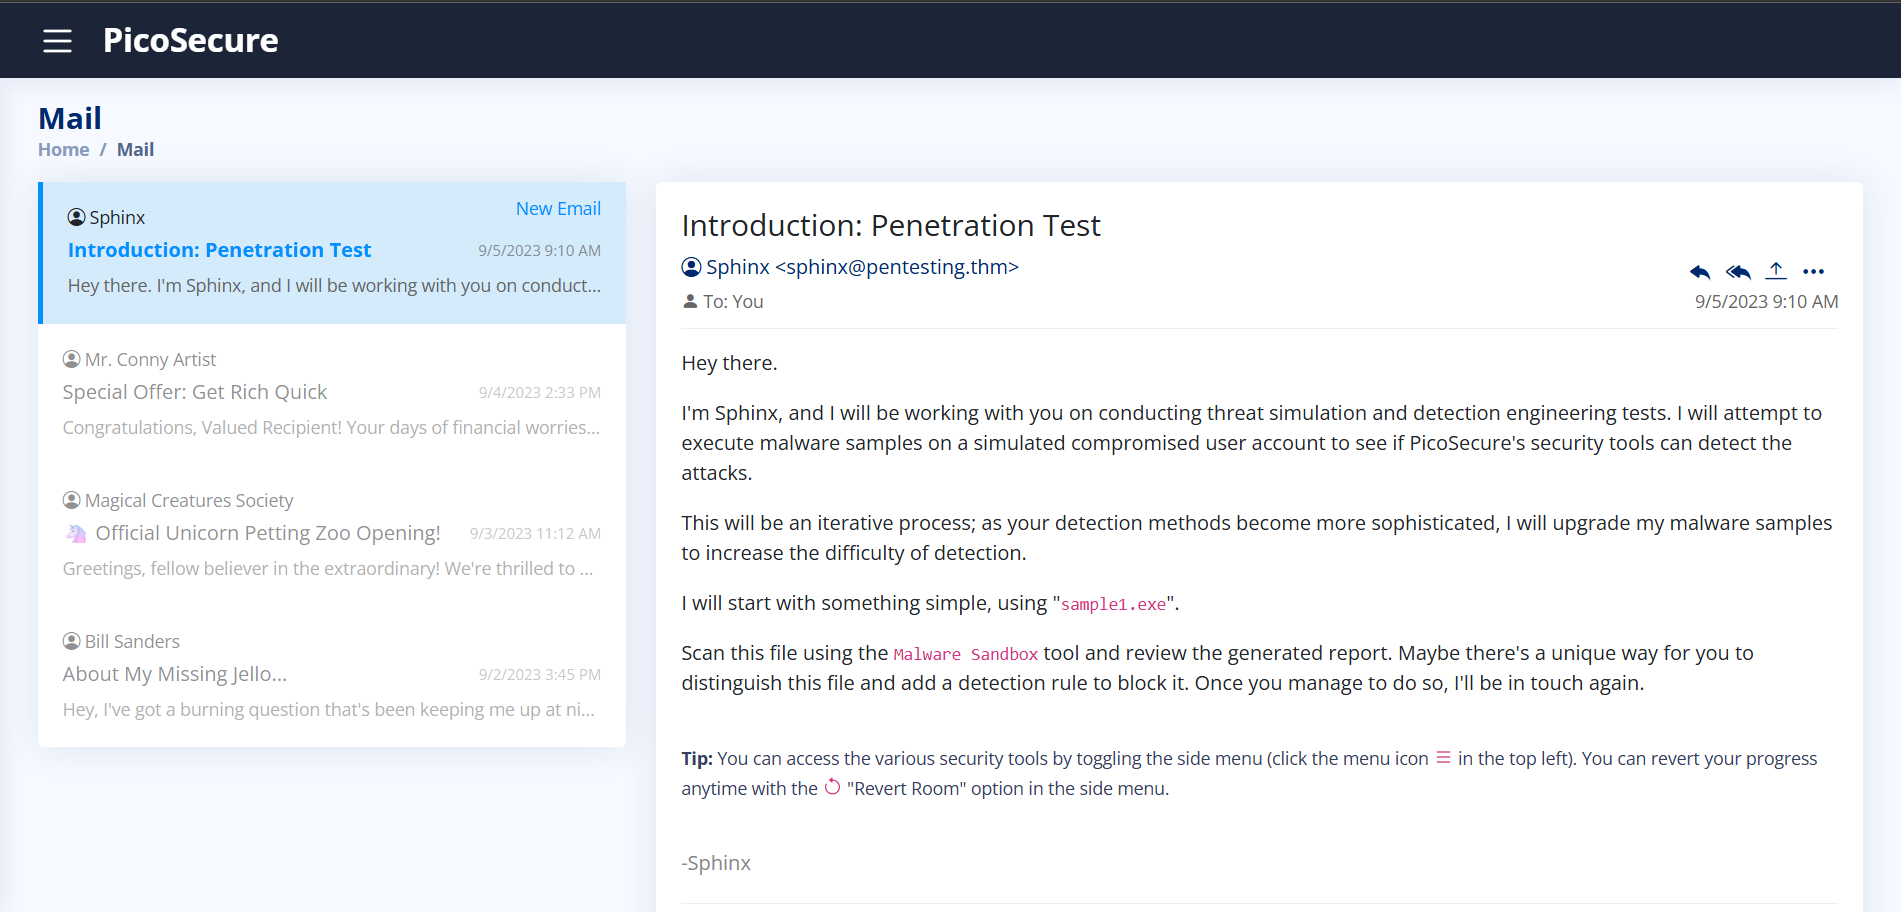 PicoSecure
Mail
Home / Mail
Sphinx
New Email
Introduction: Penetration Test
9/5/2023 9:10 AM
Hey there. I'm Sphinx, and I will be working with you on conduct...
Mr. Conny Artist
Special Offer: Get Rich Quick
9/4/2023 2:33 PM
Congratulations, Valued Recipient! Your days of financial worries...
Magical Creatures Society
🦄 Official Unicorn Petting Zoo Opening!
9/3/2023 11:12 AM
Greetings, fellow believer in the extraordinary! We're thrilled to ...
Bill Sanders
About My Missing Jello...
9/2/2023 3:45 PM
Hey, I've got a burning question that's been keeping me up at ni...
Introduction: Penetration Test
Sphinx <sphinx@pentesting.thm>
To: You
9/5/2023 9:10 AM
Hey there.
I'm Sphinx, and I will be working with you on conducting threat simulation and detection engineering tests. I will attempt to
execute malware samples on a simulated compromised user account to see if PicoSecure's security tools can detect the
attacks.
This will be an iterative process; as your detection methods become more sophisticated, I will upgrade my malware samples
to increase the difficulty of detection.
I will start with something simple, using "sample1.exe".
Scan this file using the Malware Sandbox tool and review the generated report. Maybe there's a unique way for you to
distinguish this file and add a detection rule to block it. Once you manage to do so, I'll be in touch again.
Tip: You can access the various security tools by toggling the side menu (click the menu icon ☰ in the top left). You can revert your progress
anytime with the "Revert Room" option in the side menu.
-Sphinx